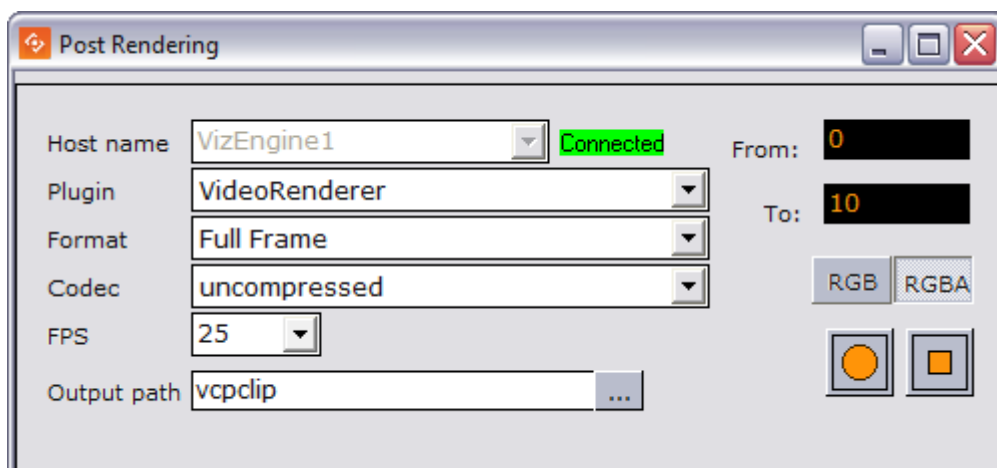 Post Rendering
Host name VizEngine1 Connected From: 0
Plugin VideoRenderer To: 10
Format Full Frame
Codec uncompressed RGB RGBA
FPS 25
Output path vcpclip ...